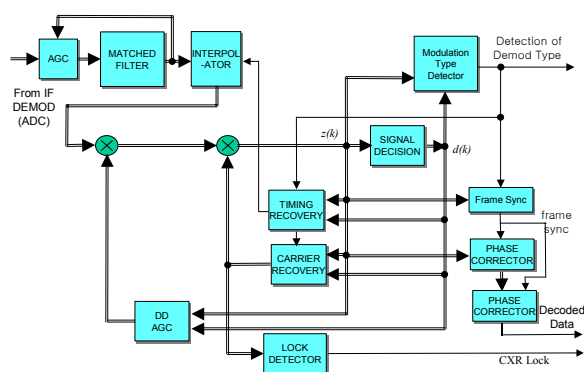 AGC
MATCHED
FILTER
INTERPOL
-ATOR
Modulation
Type
Detector
Detection of
Demod Type
From IF
DEMOD
(ADC)
z(k)
SIGNAL
DECISION
d(k)
TIMING
RECOVERY
Frame Sync
frame
sync
CARRIER
RECOVERY
PHASE
CORRECTOR
PHASE
CORRECTOR
Decoded
Data
DD
AGC
LOCK
DETECTOR
CXR Lock